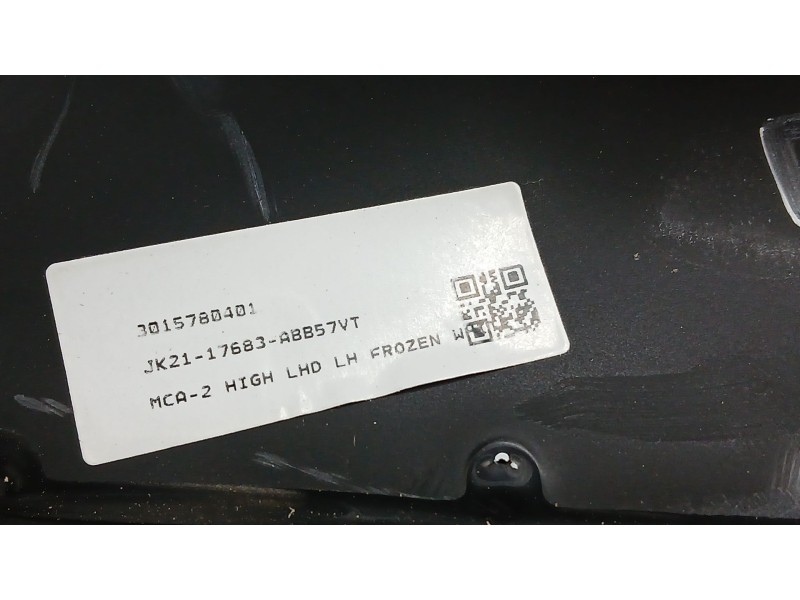 3015780401
JK21-17683-ABB57VT
MCA-2 HIGH LHD LH FROZEN